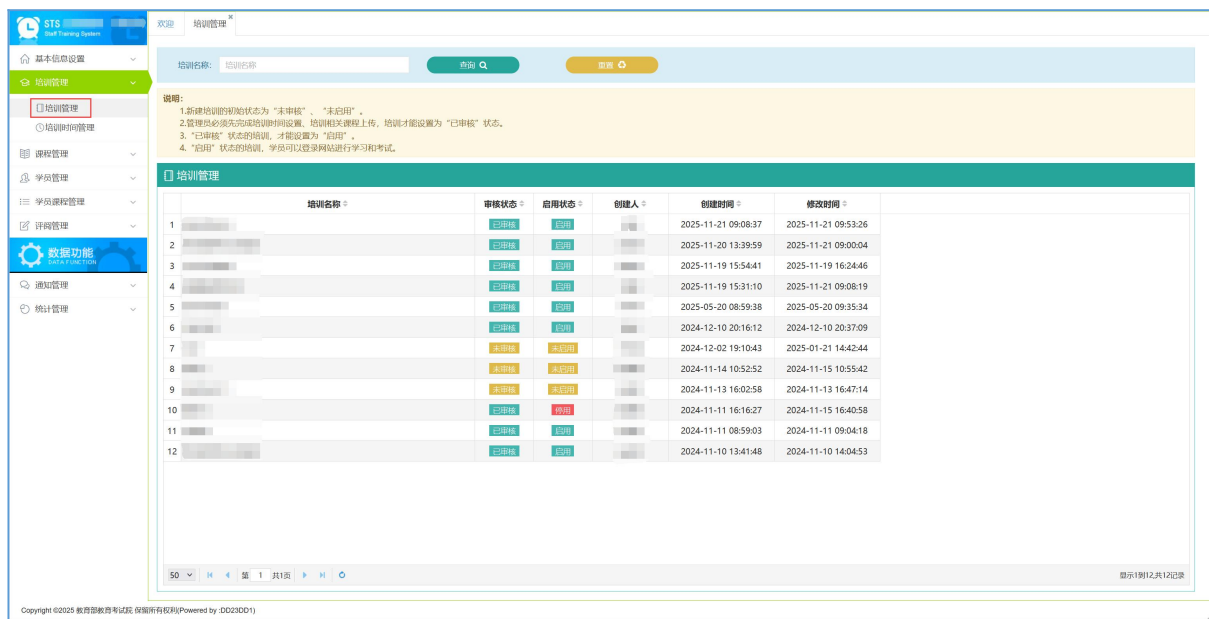 STS
Staff Training System
欢迎 培训管理
基本信息设置
培训管理
培训管理
培训时间管理
课程管理
学员管理
学员课程管理
评阅管理
数据功能
DATA FUNCTION
通知管理
统计管理
培训名称: 培训名称 查询 重置
说明:
1.新建培训的初始状态为“未审核”、“未启用”。
2.管理员必须先完成培训时间设置，培训相关课程上传，培训才能设置为“已审核”状态。
3.“已审核”状态的培训，才能设置为“启用”。
4.“启用”状态的培训，学员可以登录网站进行学习和考试。
培训管理
培训名称 审核状态 启用状态 创建人 创建时间 修改时间
1 已审核 启用 2025-11-21 09:08:37 2025-11-21 09:53:26
2 已审核 启用 2025-11-20 13:39:59 2025-11-21 09:00:04
3 已审核 启用 2025-11-19 15:54:41 2025-11-19 16:24:46
4 已审核 启用 2025-11-19 15:31:10 2025-11-21 09:08:19
5 已审核 启用 2025-05-20 08:59:38 2025-05-20 09:35:34
6 已审核 启用 2024-12-10 20:16:12 2024-12-10 20:37:09
7 未审核 未启用 2024-12-02 19:10:43 2025-01-21 14:42:44
8 未审核 未启用 2024-11-14 10:52:52 2024-11-15 10:55:42
9 未审核 未启用 2024-11-13 16:02:58 2024-11-13 16:47:14
10 已审核 停用 2024-11-11 16:16:27 2024-11-15 16:40:58
11 已审核 启用 2024-11-11 08:59:03 2024-11-11 09:04:18
12 已审核 启用 2024-11-10 13:41:48 2024-11-10 14:04:53
50 第 1 共1页 显示1到12,共12记录
Copyright ©2025 教育部教育考试院 保留所有权利(Powered by :DD23DD1)